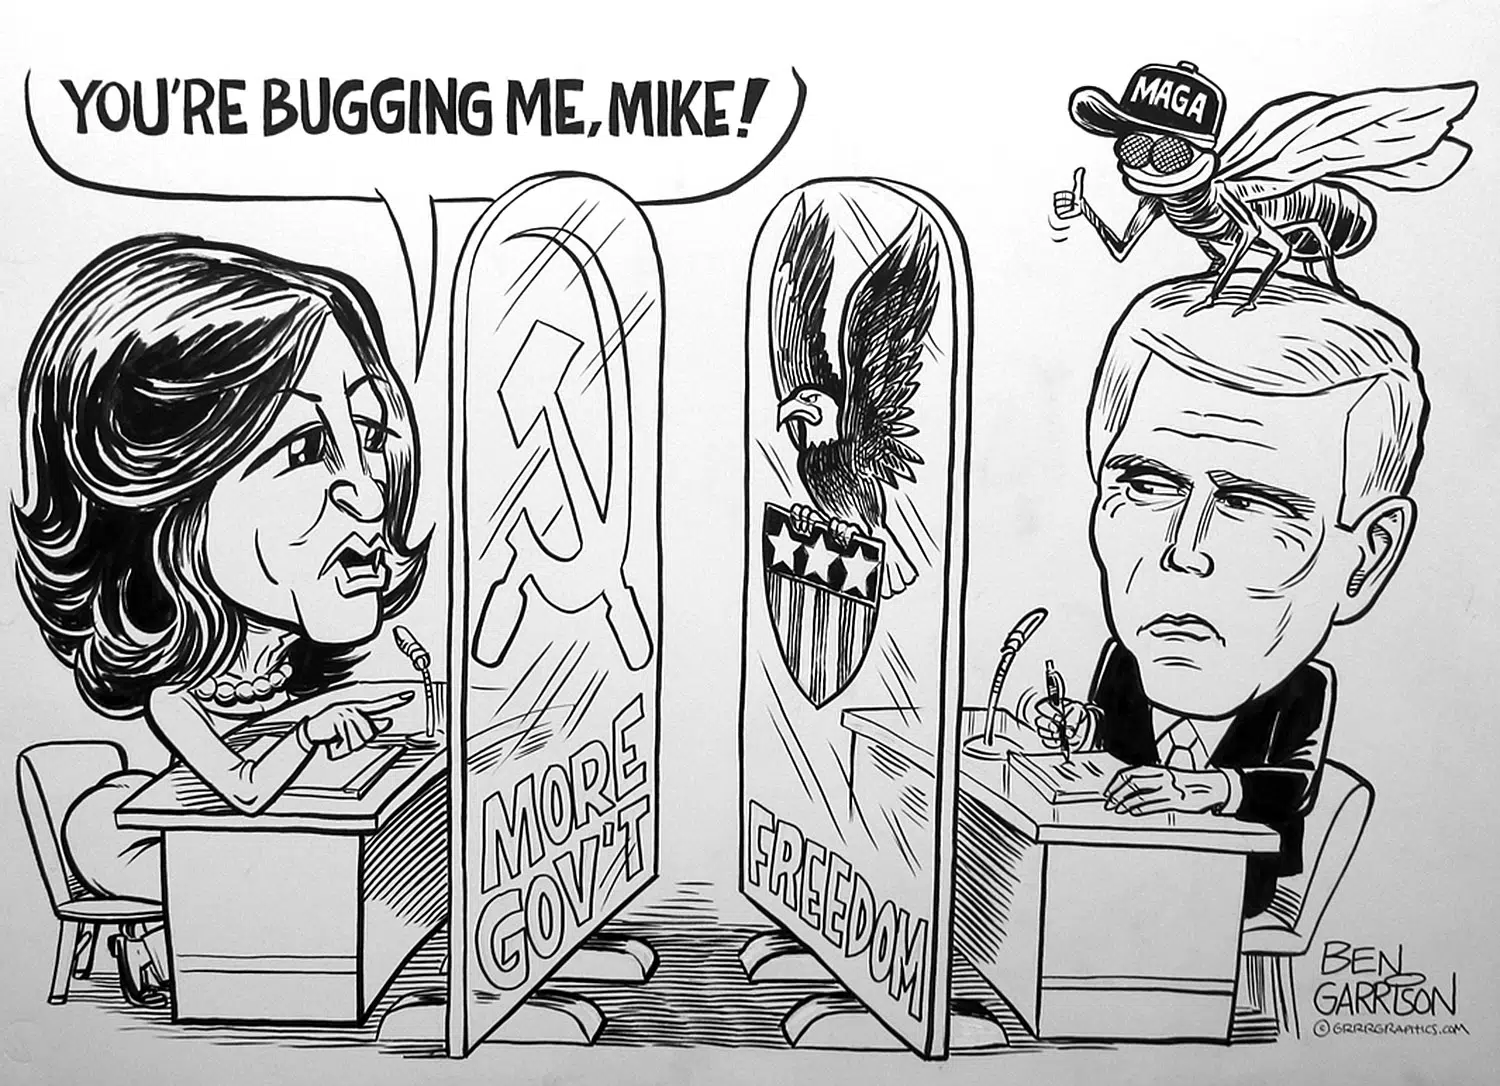 YOU'RE BUGGING ME, MIKE!
MAGA
MORE
GOV'T
FREEDOM
BEN
GARRISON
© GRRRGRAPHICS.COM